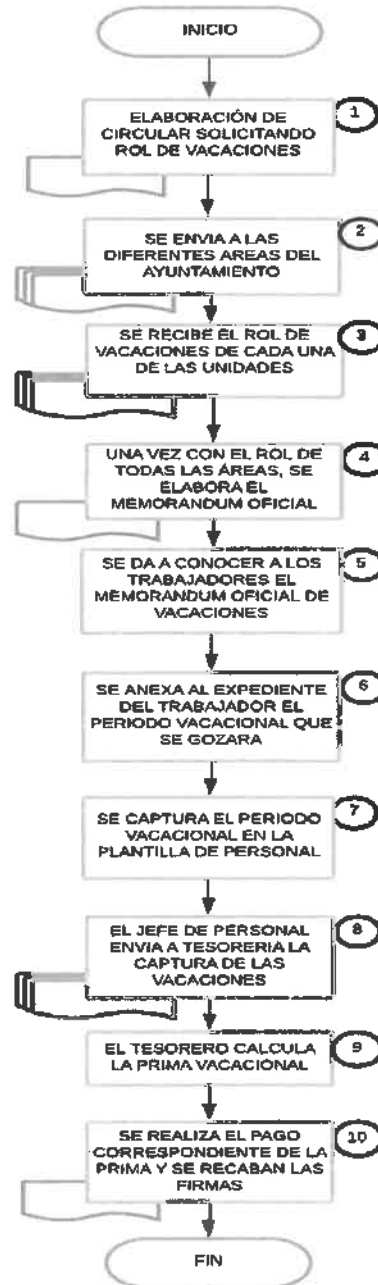 INICIO
1
ELABORACIÓN DE
CIRCULAR SOLICITANDO
ROL DE VACACIONES
2
SE ENVIA A LAS
DIFERENTES AREAS DEL
AYUNTAMIENTO
3
SE RECIBE EL ROL DE
VACACIONES DE CADA UNA
DE LAS UNIDADES
4
UNA VEZ CON EL ROL DE
TODAS LAS ÁREAS, SE
ELABORA EL
MEMORANDUM OFICIAL
5
SE DA A CONOCER A LOS
TRABAJADORES EL
MEMORANDUM OFICIAL DE
VACACIONES
6
SE ANEXA AL EXPEDIENTE
DEL TRABAJADOR EL
PERIODO VACACIONAL QUE
SE GOZARA
7
SE CAPTURA EL PERIODO
VACACIONAL EN LA
PLANTILLA DE PERSONAL
8
EL JEFE DE PERSONAL
ENVIA A TESORERIA LA
CAPTURA DE LAS
VACACIONES
9
EL TESORERO CALCULA
LA PRIMA VACACIONAL
10
SE REALIZA EL PAGO
CORRESPONDIENTE DE LA
PRIMA Y SE RECABAN LAS
FIRMAS
FIN